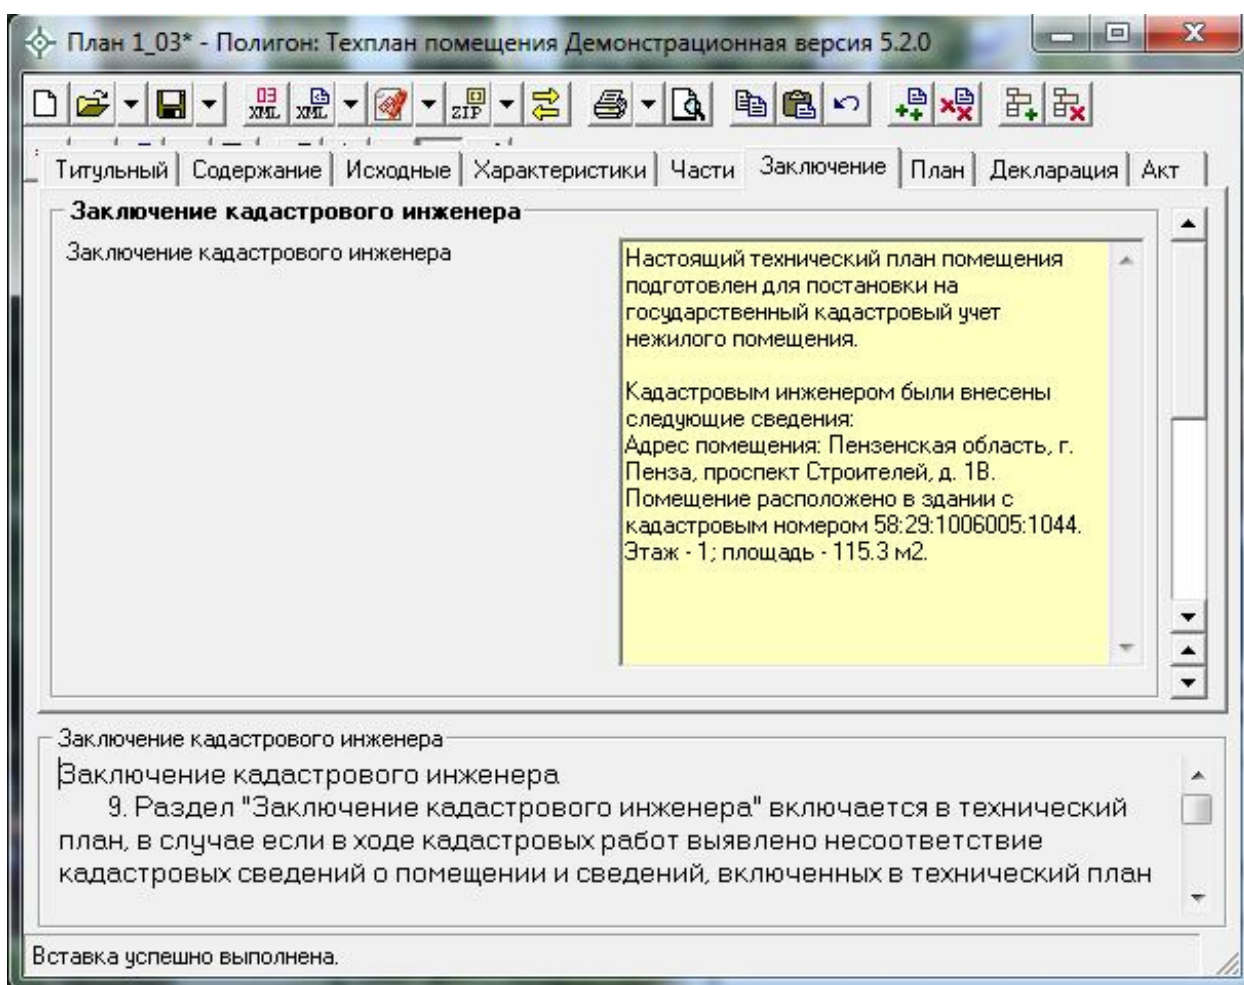 План 1_03* - Полигон: Техплан помещения Демонстрационная версия 5.2.0
03 XML XML ZIP
Титульный Содержание Исходные Характеристики Части Заключение План Декларация Акт
Заключение кадастрового инженера
Заключение кадастрового инженера
Настоящий технический план помещения
подготовлен для постановки на
государственный кадастровый учет
нежилого помещения.
Кадастровым инженером были внесены
следующие сведения:
Адрес помещения: Пензенская область, г.
Пенза, проспект Строителей, д. 1В.
Помещение расположено в здании с
кадастровым номером 58:29:1006005:1044.
Этаж - 1; площадь - 115.3 м2.
Заключение кадастрового инженера
Заключение кадастрового инженера
9. Раздел "Заключение кадастрового инженера" включается в технический
план, в случае если в ходе кадастровых работ выявлено несоответствие
кадастровых сведений о помещении и сведений, включенных в технический план
Вставка успешно выполнена.